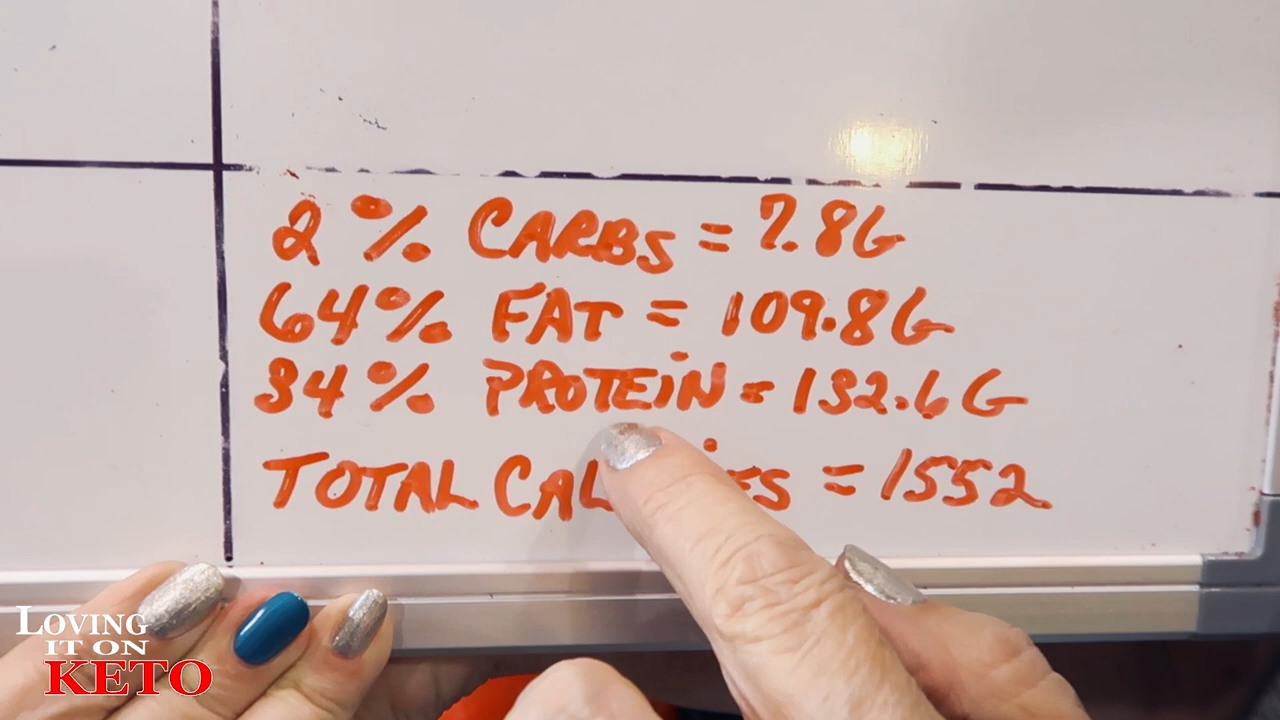 2% CARBS = 7.8G
64% FAT = 109.8G
34% PROTEIN = 132.6G
TOTAL = 1552
LOVING
IT ON
KETO